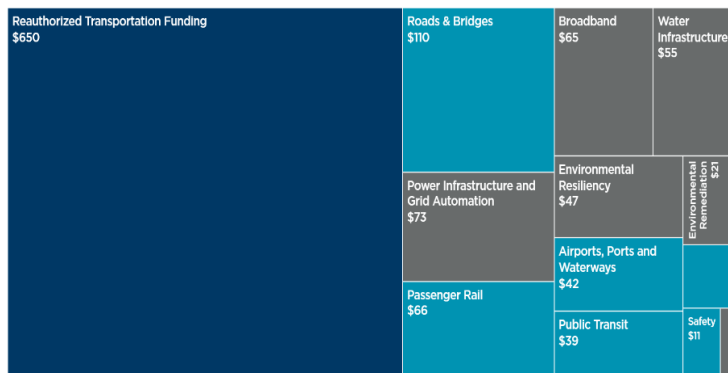 Reauthorized Transportation Funding
$650
Roads & Bridges
$110
Power Infrastructure and
Grid Automation
$73
Passenger Rail
$66
Broadband
$65
Water
Infrastructure
$55
Environmental
Resiliency
$47
Environmental
Remediation
$21
Airports, Ports and
Waterways
$42
Public Transit
$39
Safety
$11